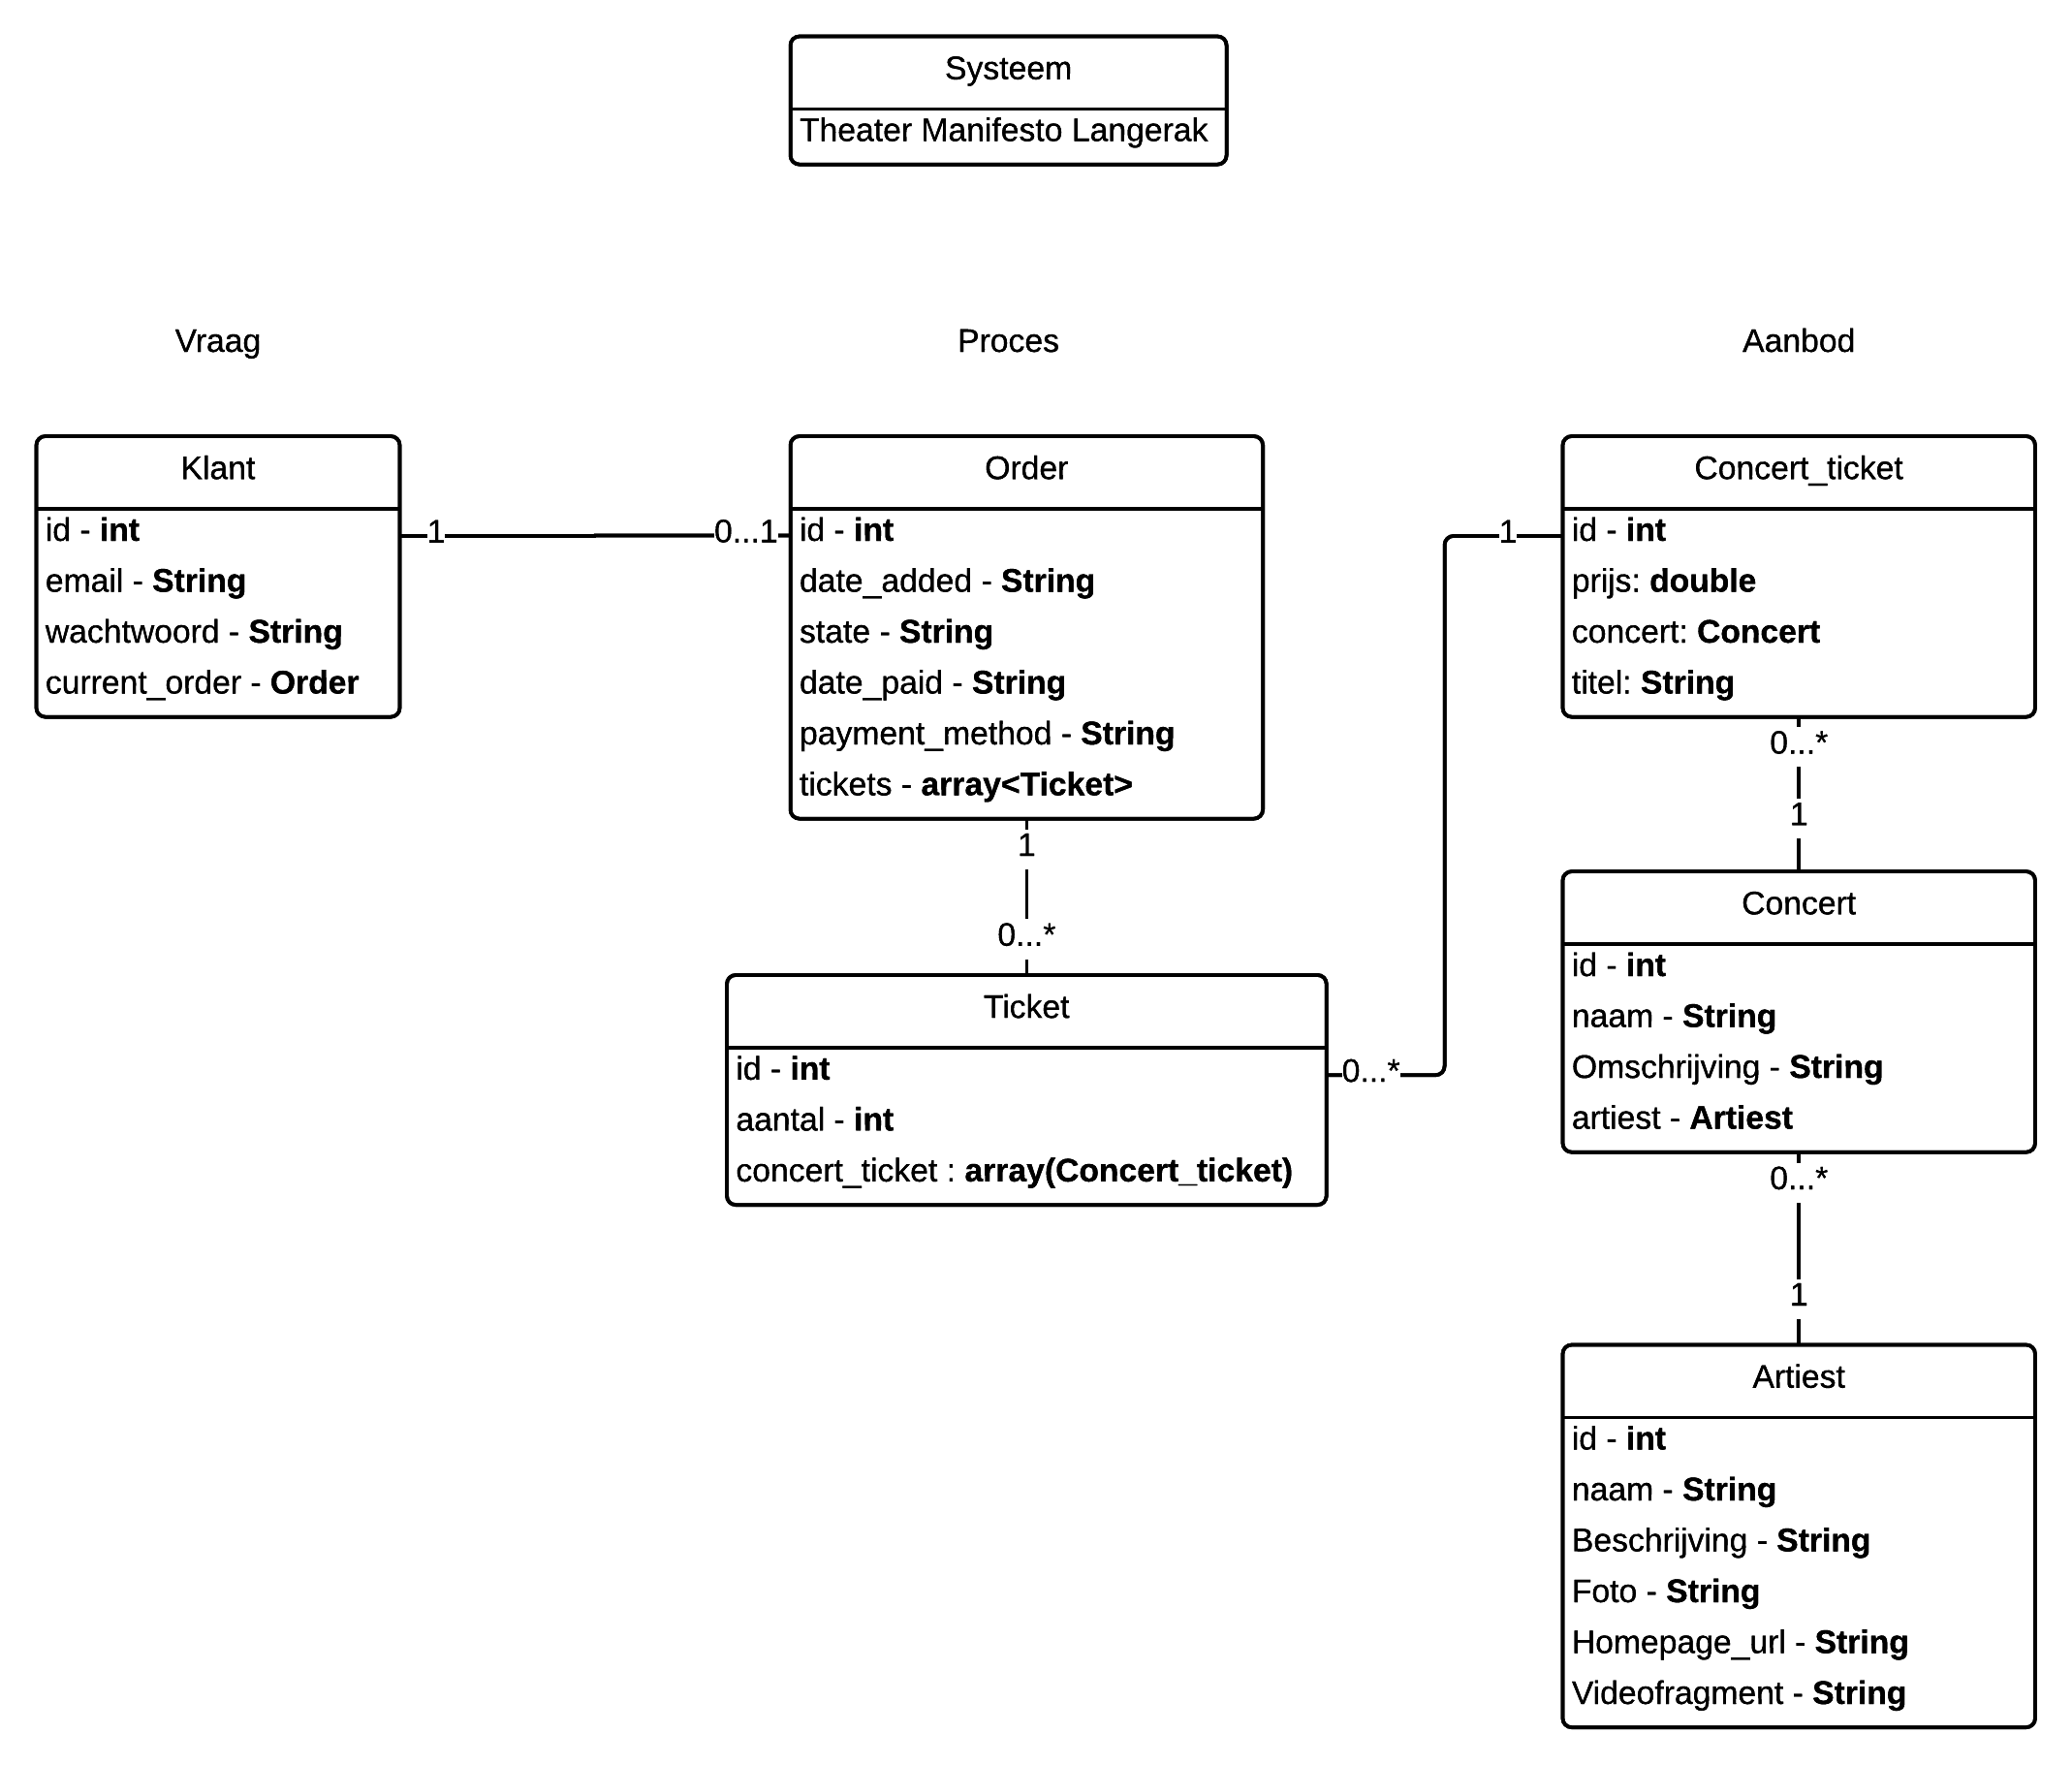 Systeem
Theater Manifesto Langerak
Vraag
Proces
Aanbod
Klant
id - int
email - String
wachtwoord - String
current_order - Order
1
0...1
Order
id - int
date_added - String
state - String
date_paid - String
payment_method - String
tickets - array<Ticket>
1
0...*
Ticket
id - int
aantal - int
concert_ticket : array(Concert_ticket)
0...*
1
Concert_ticket
id - int
prijs: double
concert: Concert
titel: String
0...*
1
Concert
id - int
naam - String
Omschrijving - String
artiest - Artiest
0...*
1
Artiest
id - int
naam - String
Beschrijving - String
Foto - String
Homepage_url - String
Videofragment - String